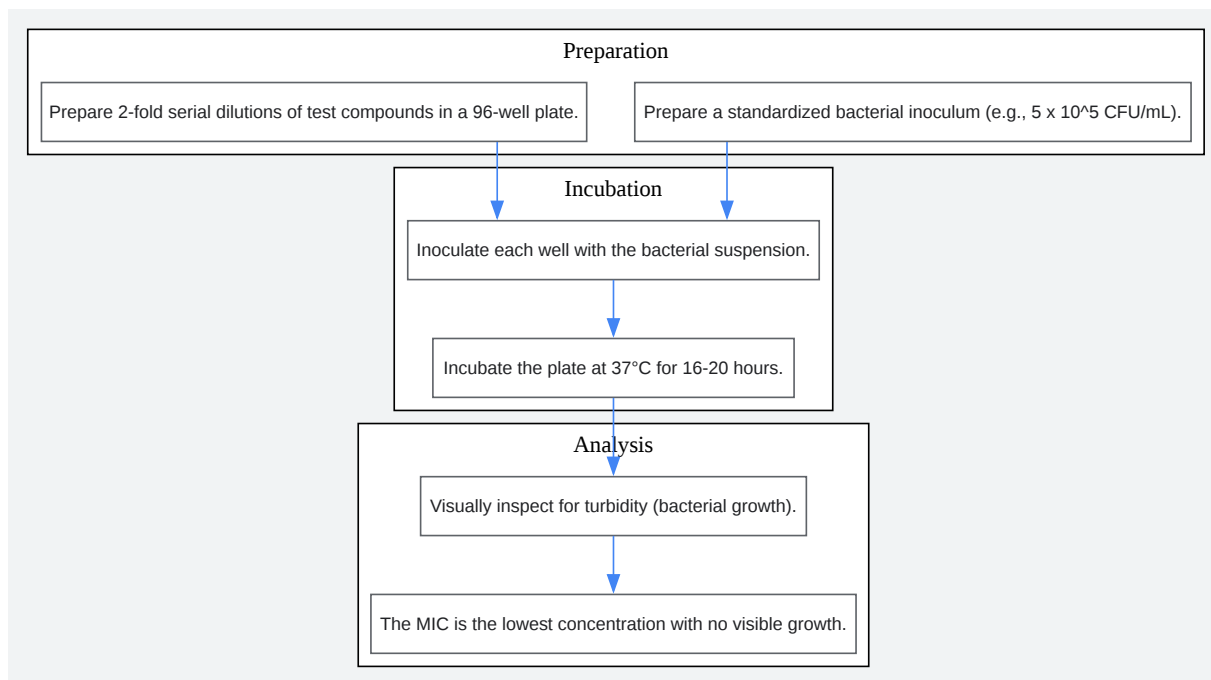 Preparation
Prepare 2-fold serial dilutions of test compounds in a 96-well plate.
Prepare a standardized bacterial inoculum (e.g., 5 x 10^5 CFU/mL).
Incubation
Inoculate each well with the bacterial suspension.
Incubate the plate at 37°C for 16-20 hours.
Analysis
Visually inspect for turbidity (bacterial growth).
The MIC is the lowest concentration with no visible growth.